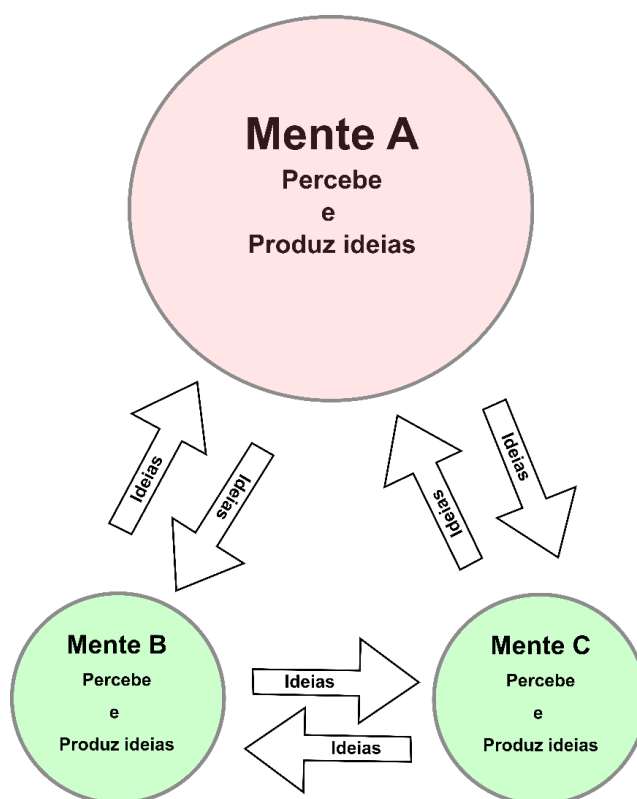 Mente A
Percebe
e
Produz ideias
Ideias
Ideias
Ideias
Ideias
Mente B
Percebe
e
Produz ideias
Ideias
Ideias
Mente C
Percebe
e
Produz ideias